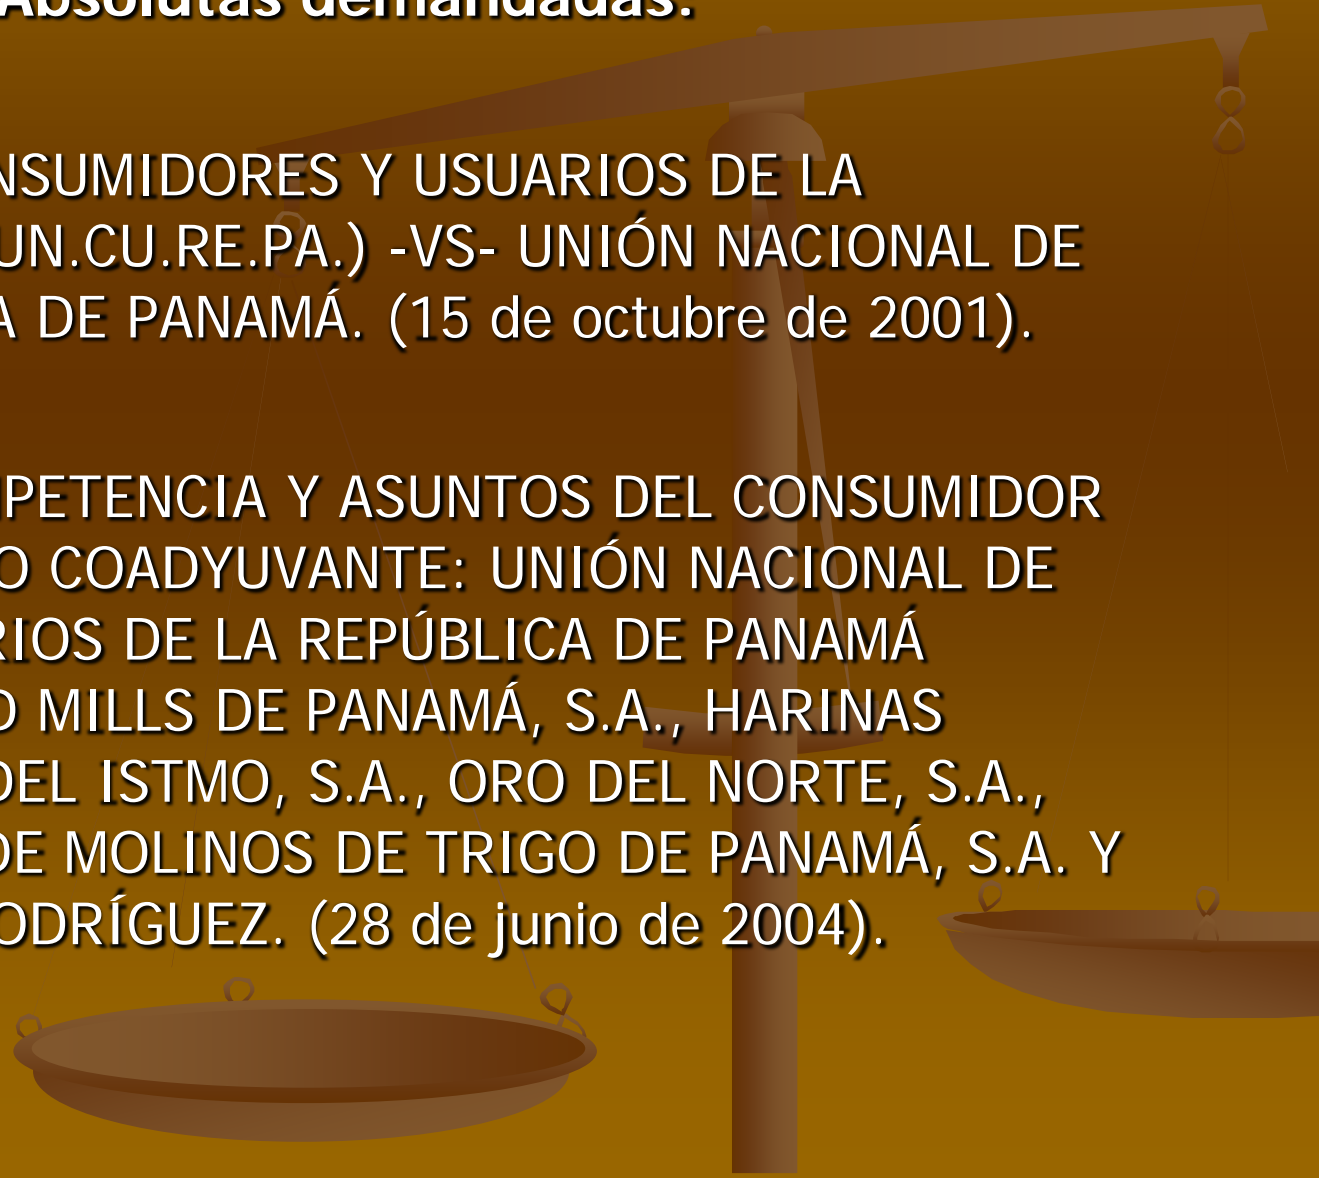 Absolutas demandadas:
NSUMIDORES Y USUARIOS DE LA
UN.CU.RE.PA.) -VS- UNIÓN NACIONAL DE
A DE PANAMÁ. (15 de octubre de 2001).
PETENCIA Y ASUNTOS DEL CONSUMIDOR
O COADYUVANTE: UNIÓN NACIONAL DE
RIOS DE LA REPÚBLICA DE PANAMÁ
D MILLS DE PANAMÁ, S.A., HARINAS
DEL ISTMO, S.A., ORO DEL NORTE, S.A.,
DE MOLINOS DE TRIGO DE PANAMÁ, S.A. Y
ODRÍGUEZ. (28 de junio de 2004).